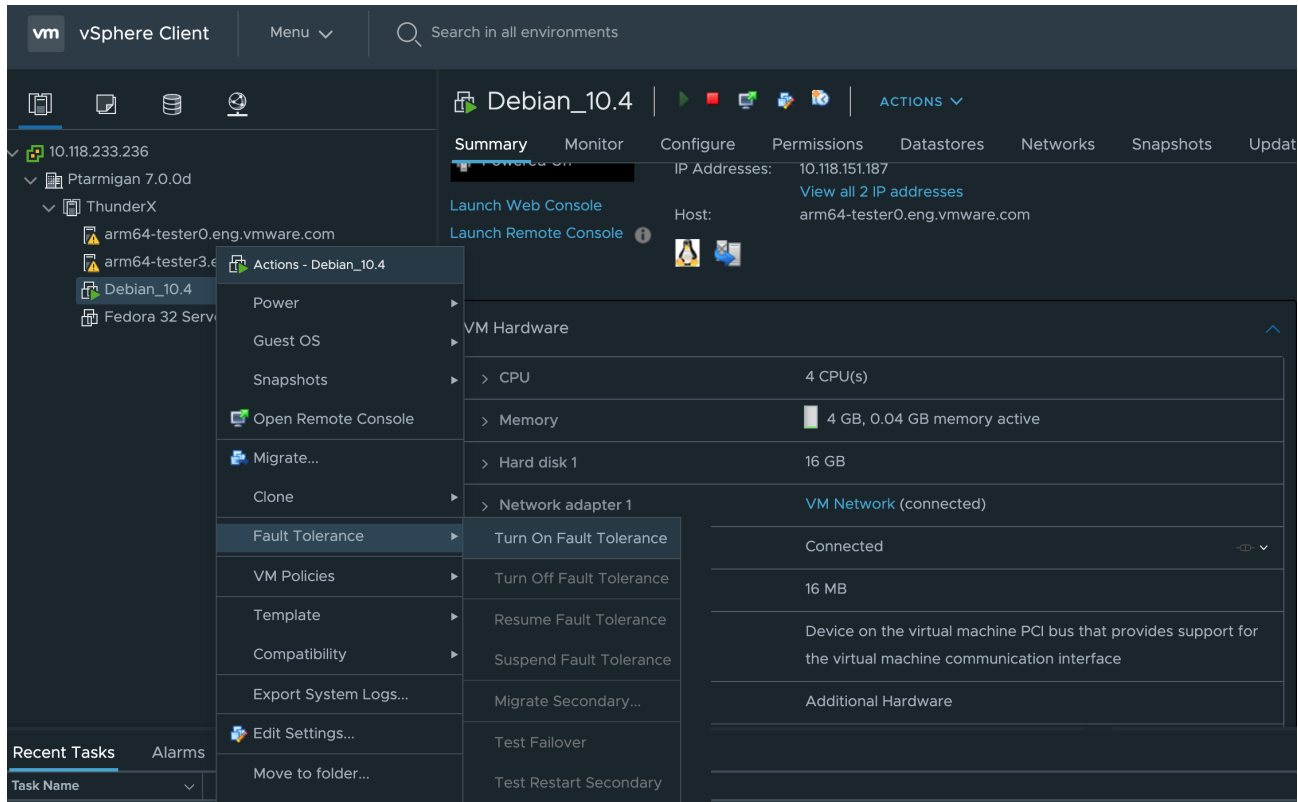 vm vSphere Client Menu Search in all environments
Debian_10.4 ACTIONS
Summary Monitor Configure Permissions Datastores Networks Snapshots Updat
10.118.233.236
Ptarmigan 7.0.0d
ThunderX
arm64-tester0.eng.vmware.com
arm64-tester3.e
Debian_10.4
Fedora 32 Serv
Powered On
Launch Web Console
Launch Remote Console
IP Addresses: 10.118.151.187
View all 2 IP addresses
Host: arm64-tester0.eng.vmware.com
Actions - Debian_10.4
Power
Guest OS
Snapshots
Open Remote Console
Migrate...
Clone
Fault Tolerance
VM Policies
Template
Compatibility
Export System Logs...
Edit Settings...
Move to folder...
Turn On Fault Tolerance
Turn Off Fault Tolerance
Resume Fault Tolerance
Suspend Fault Tolerance
Migrate Secondary...
Test Failover
Test Restart Secondary
VM Hardware
CPU 4 CPU(s)
Memory 4 GB, 0.04 GB memory active
Hard disk 1 16 GB
Network adapter 1 VM Network (connected)
Connected
16 MB
Device on the virtual machine PCI bus that provides support for
the virtual machine communication interface
Additional Hardware
Recent Tasks Alarms
Task Name